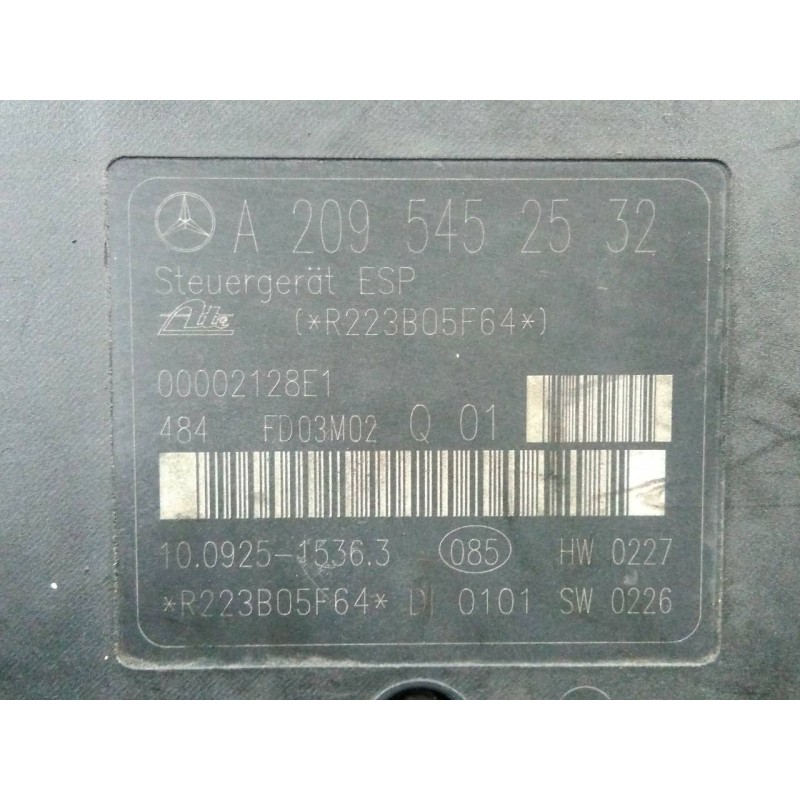 A 209 545 25 32
Steuergerät ESP
Ate (*R223B05F64*)
00002128E1
484 FD03M02 Q 01
10.0925-1536.3 085 HW 0227
*R223B05F64* DI 0101 SW 0226